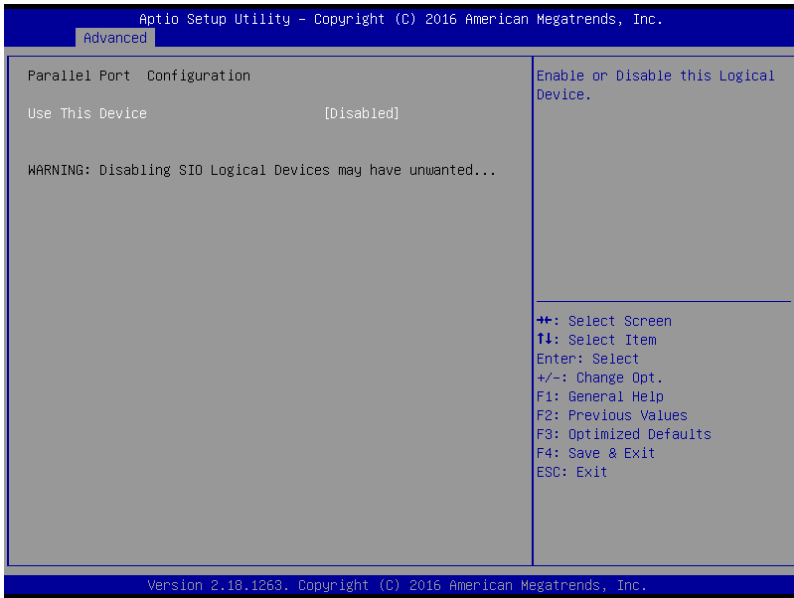 Aptio Setup Utility – Copyright (C) 2016 American Megatrends, Inc.
Advanced
Parallel Port  Configuration
Use This Device [Disabled]
WARNING: Disabling SIO Logical Devices may have unwanted...
Enable or Disable this Logical
Device.
→←: Select Screen
↑↓: Select Item
Enter: Select
+/-: Change Opt.
F1: General Help
F2: Previous Values
F3: Optimized Defaults
F4: Save & Exit
ESC: Exit
Version 2.18.1263. Copyright (C) 2016 American Megatrends, Inc.